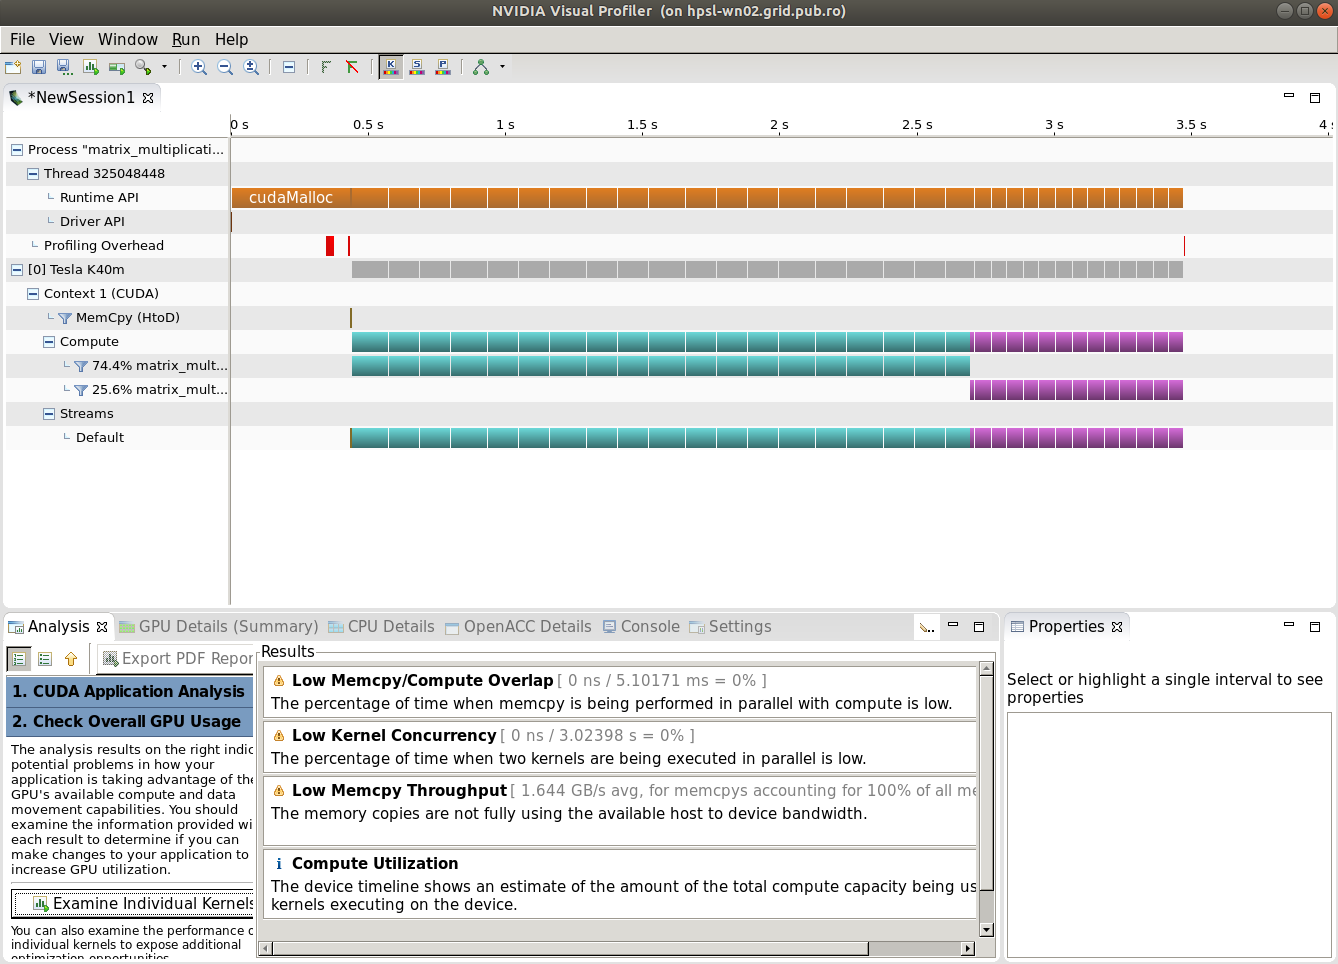 NVIDIA Visual Profiler (on hpsl-wn02.grid.pub.ro)
File View Window Run Help
*NewSession1
0 s 0.5 s 1 s 1.5 s 2 s 2.5 s 3 s 3.5 s 4 s
Process "matrix_multiplicati...
Thread 325048448
Runtime API
cudaMalloc
Driver API
Profiling Overhead
[0] Tesla K40m
Context 1 (CUDA)
MemCpy (HtoD)
Compute
74.4% matrix_mult...
25.6% matrix_mult...
Streams
Default
Analysis GPU Details (Summary) CPU Details OpenACC Details Console Settings
Export PDF Repor
1. CUDA Application Analysis
2. Check Overall GPU Usage
The analysis results on the right indic
potential problems in how your
application is taking advantage of the
GPU's available compute and data
movement capabilities. You should
examine the information provided wi
each result to determine if you can
make changes to your application to
increase GPU utilization.
Examine Individual Kernels
You can also examine the performance o
individual kernels to expose additional
optimization opportunities.
Results
Low Memcpy/Compute Overlap [ 0 ns / 5.10171 ms = 0% ]
The percentage of time when memcpy is being performed in parallel with compute is low.
Low Kernel Concurrency [ 0 ns / 3.02398 s = 0% ]
The percentage of time when two kernels are being executed in parallel is low.
Low Memcpy Throughput [ 1.644 GB/s avg, for memcpys accounting for 100% of all me
The memory copies are not fully using the available host to device bandwidth.
Compute Utilization
The device timeline shows an estimate of the amount of the total compute capacity being us
kernels executing on the device.
Properties
Select or highlight a single interval to see
properties